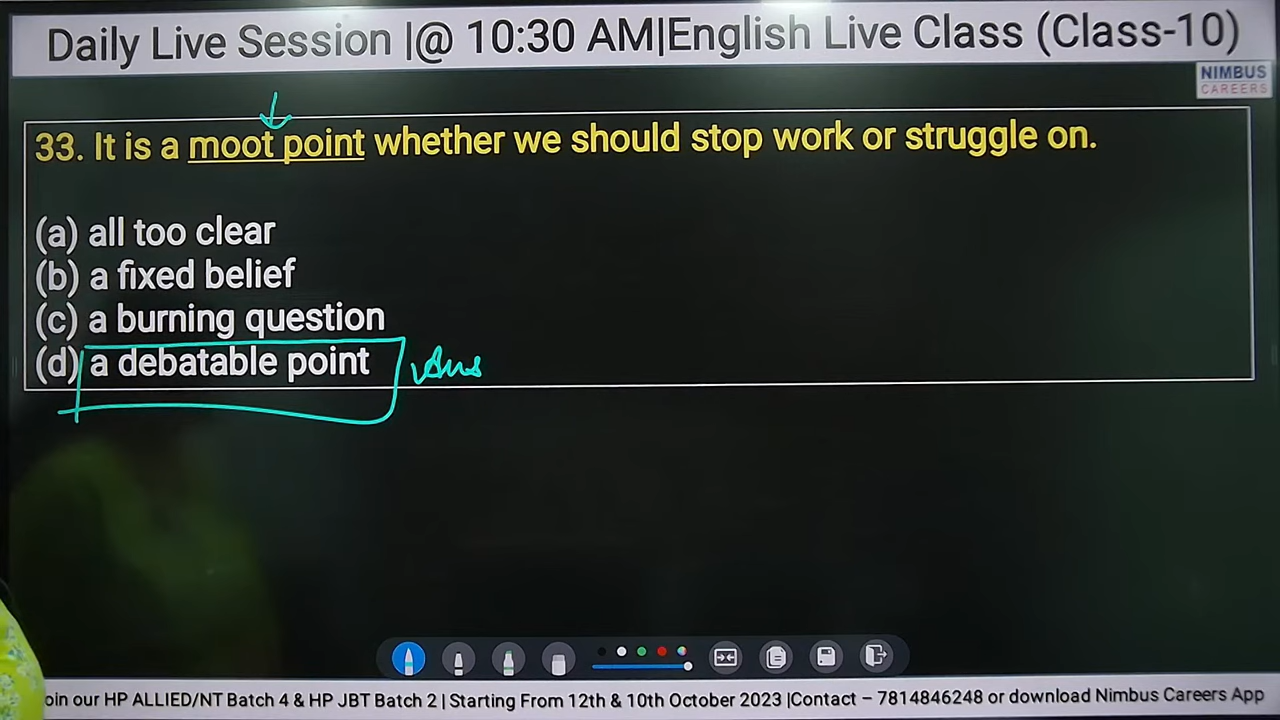 Daily Live Session |@ 10:30 AM|English Live Class (Class-10)
NIMBUS
CAREERS
33. It is a moot point whether we should stop work or struggle on.
(a) all too clear
(b) a fixed belief
(c) a burning question
(d) a debatable point Ans
oin our HP ALLIED/NT Batch 4 & HP JBT Batch 2 | Starting From 12th & 10th October 2023 |Contact – 7814846248 or download Nimbus Careers App